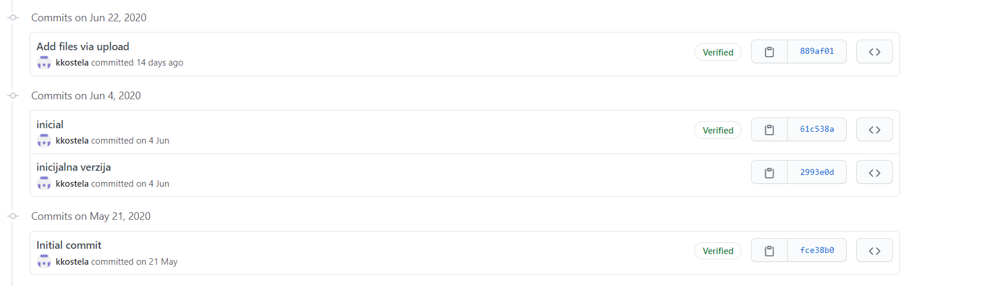 Commits on Jun 22, 2020
Add files via upload
kkostela committed 14 days ago
Verified
889af01
Commits on Jun 4, 2020
inicial
kkostela committed on 4 Jun
Verified
61c538a
inicijalna verzija
kkostela committed on 4 Jun
2993e0d
Commits on May 21, 2020
Initial commit
kkostela committed on 21 May
Verified
fce38b0